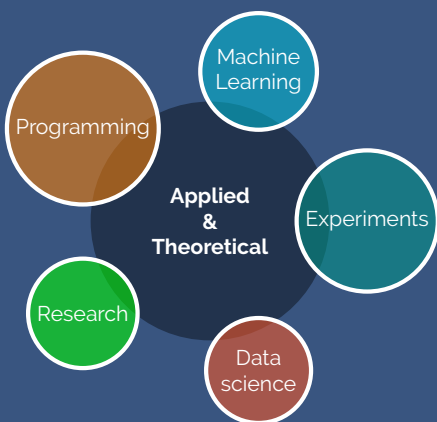 Machine
Learning
Programming
Applied
&
Theoretical
Experiments
Research
Data
science